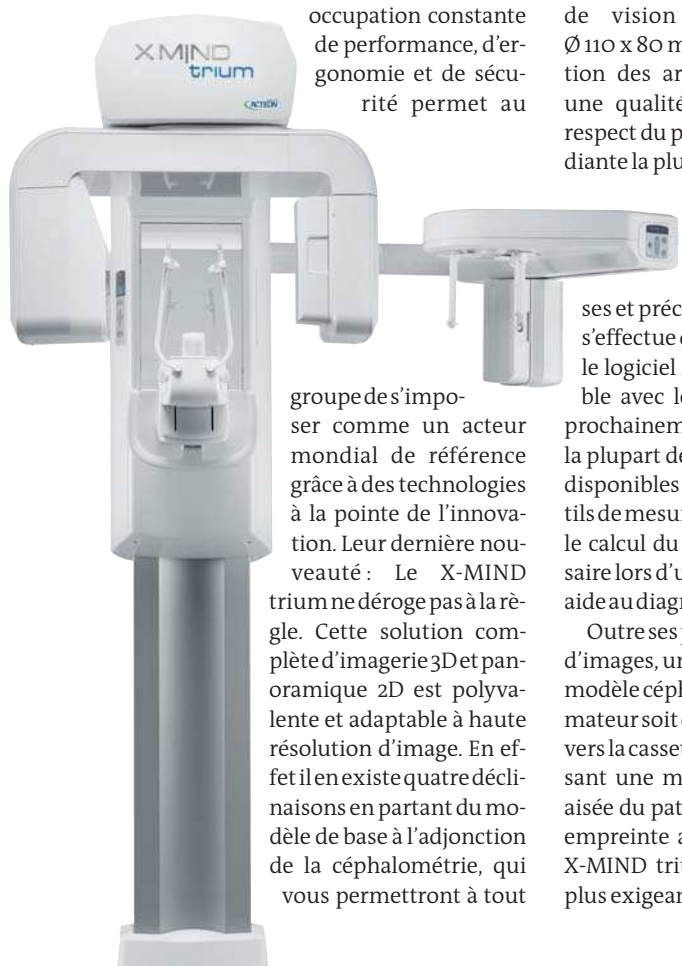 X MIND
trium
ACTEON
occupation constante
de performance, d'er-
gonomie et de sécu-
rité permet au
groupe de s'impo-
ser comme un acteur
mondial de référence
grâce à des technologies
à la pointe de l'innova-
tion. Leur dernière nou-
veauté : Le X-MIND
trium ne déroge pas à la rè-
gle. Cette solution com-
plète d'imagerie 3D et pan-
oramique 2D est polyva-
lente et adaptable à haute
résolution d'image. En ef-
fet il en existe quatre décli-
naisons en partant du mo-
dèle de base à l'adjonction
de la céphalométrie, qui
vous permettront à tout
de vision
Ø 110 x 80 m
tion des ar
une qualité
respect du p
diante la plu
ses et préc
s'effectue
le logiciel
ble avec l
prochainem
la plupart de
disponibles
tils de mesu
le calcul du
saire lors d'u
aide au diagn
Outre ses
d'images, un
modèle céph
mateur soit
vers la casset
sant une m
aisée du pat
empreinte a
X-MIND tri
plus exigean